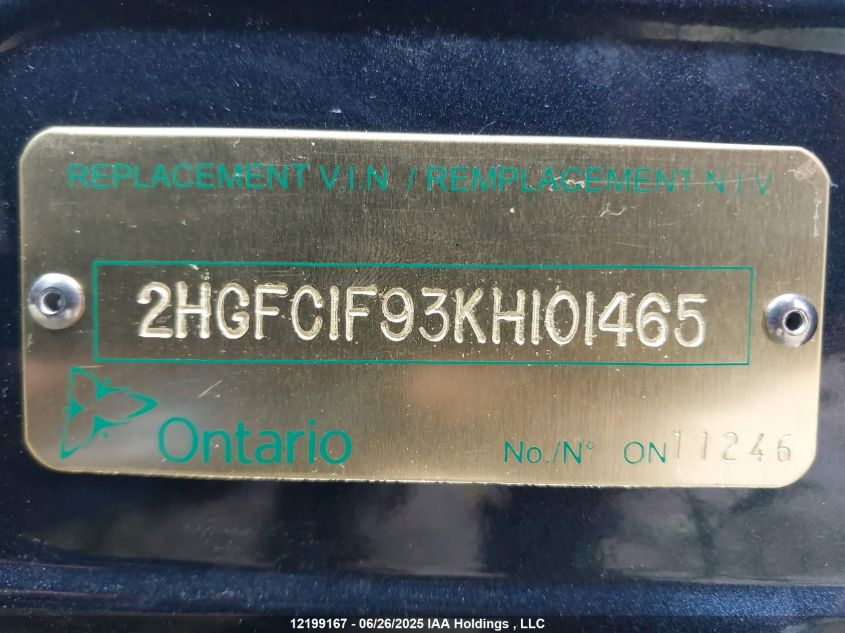 REPLACEMENT V.I.N. / REMPLACEMENT N I V
2HGFC1F93KH101465
Ontario
No./N° ON11246
12199167 - 06/26/2025 IAA Holdings , LLC